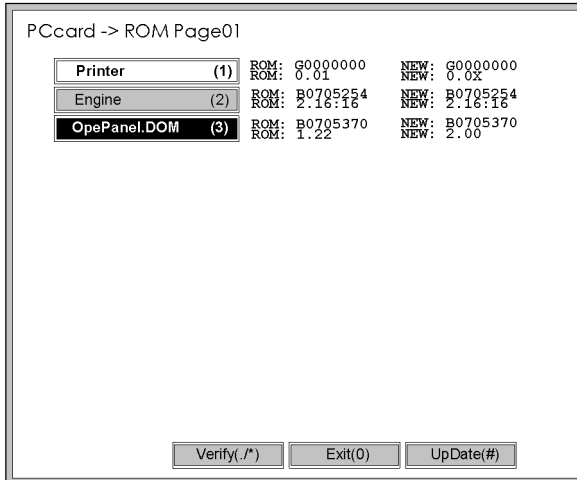 PCcard -> ROM Page01
Printer (1) ROM: G0000000 NEW: G0000000
ROM: 0.01 NEW: 0.0X
Engine (2) ROM: B0705254 NEW: B0705254
ROM: 2.16:16 NEW: 2.16:16
OpePanel.DOM (3) ROM: B0705370 NEW: B0705370
ROM: 1.22 NEW: 2.00
Verify(./*) Exit(0) UpDate(#)